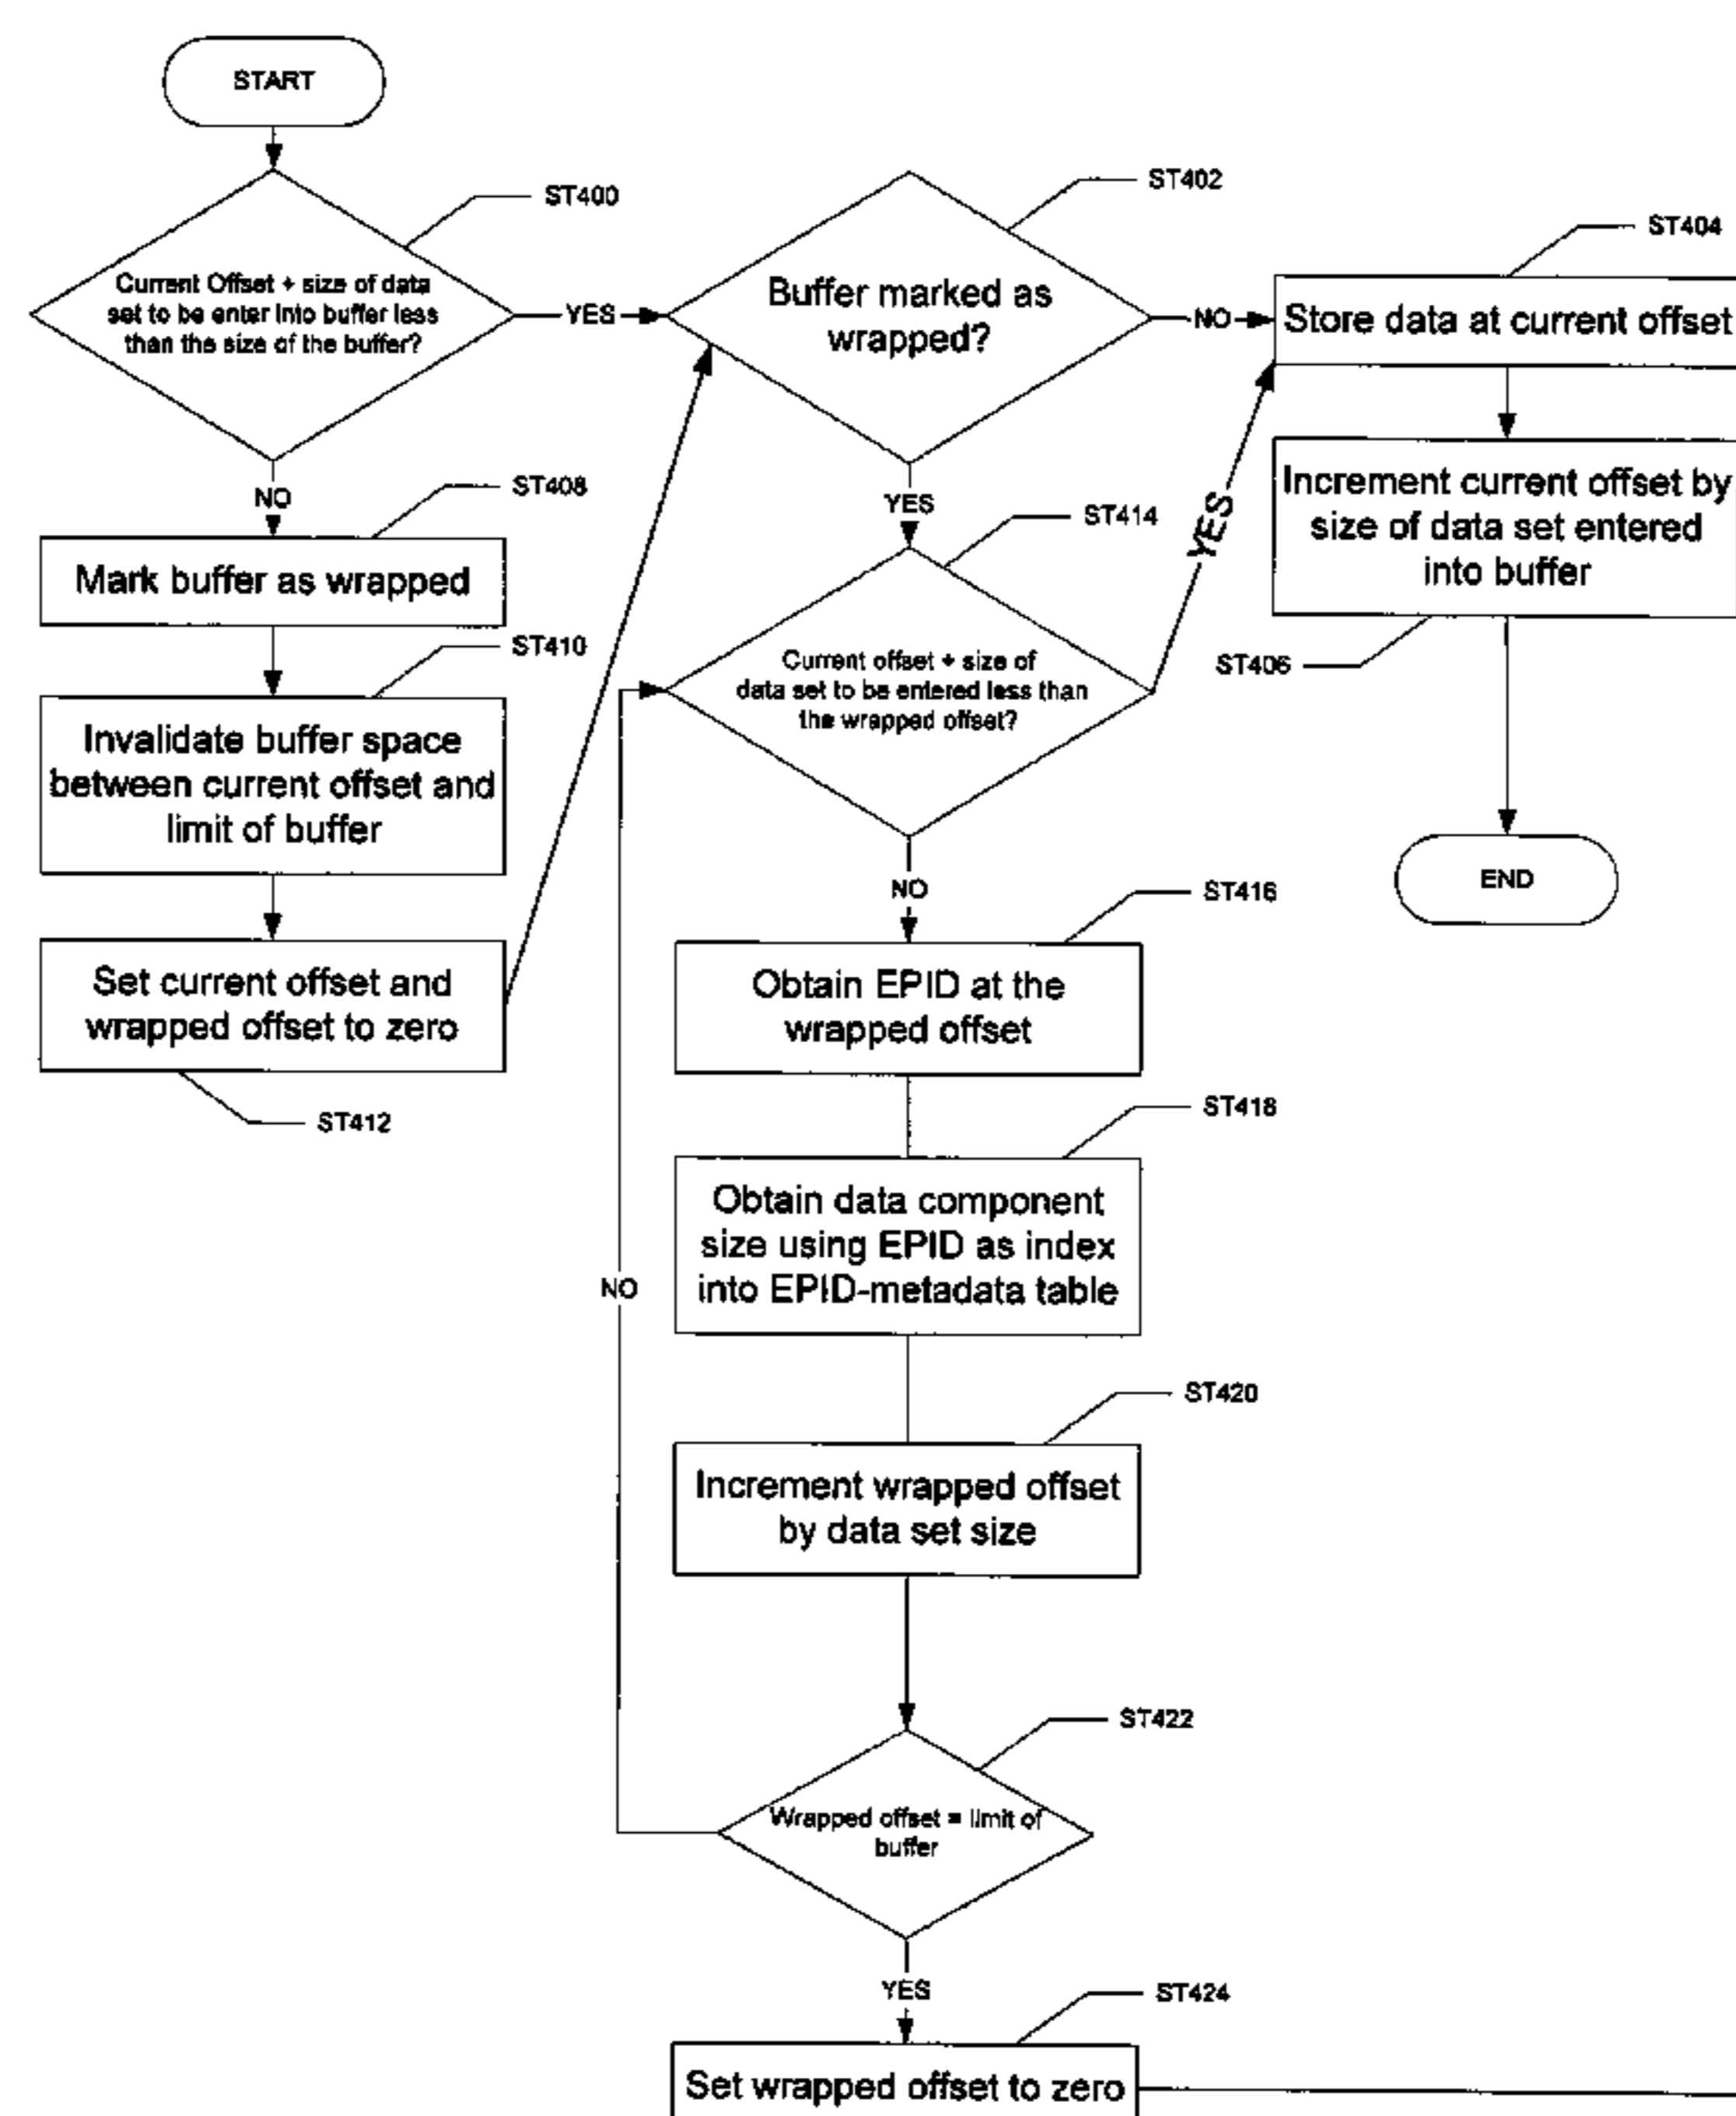 START
ST400
Current Offset + size of data
set to be enter into buffer less
than the size of the buffer?
YES
NO
ST402
Buffer marked as
wrapped?
NO
YES
ST404
Store data at current offset
Increment current offset by
size of data set entered
into buffer
ST406
END
ST408
Mark buffer as wrapped
ST410
Invalidate buffer space
between current offset and
limit of buffer
Set current offset and
wrapped offset to zero
ST412
ST414
Current offset + size of
data set to be entered less than
the wrapped offset?
YES
NO
ST416
Obtain EPID at the
wrapped offset
ST418
Obtain data component
size using EPID as index
into EPID-metadata table
ST420
Increment wrapped offset
by data set size
ST422
Wrapped offset = limit of
buffer
NO
YES
ST424
Set wrapped offset to zero